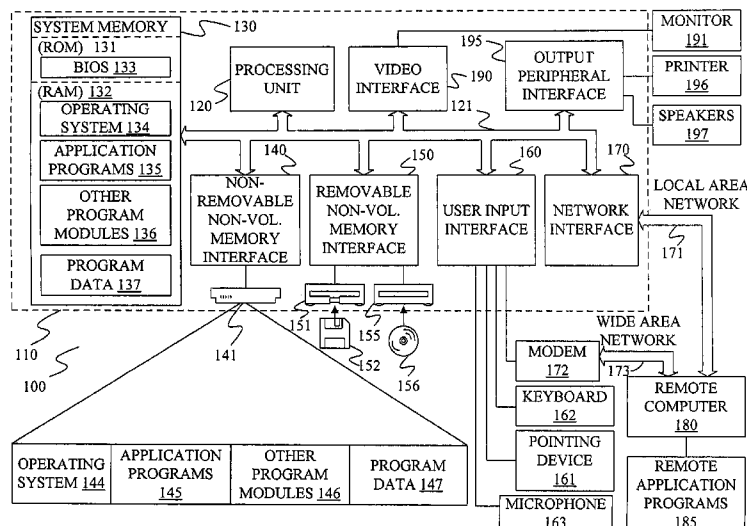 SYSTEM MEMORY
130
(ROM) 131
BIOS 133
(RAM) 132
OPERATING
SYSTEM 134
APPLICATION
PROGRAMS 135
OTHER
PROGRAM
MODULES 136
PROGRAM
DATA 137
PROCESSING
UNIT
120
VIDEO
INTERFACE
190
195
OUTPUT
PERIPHERAL
INTERFACE
MONITOR
191
PRINTER
196
SPEAKERS
197
121
140
NON-
REMOVABLE
NON-VOL.
MEMORY
INTERFACE
150
REMOVABLE
NON-VOL.
MEMORY
INTERFACE
160
USER INPUT
INTERFACE
170
NETWORK
INTERFACE
LOCAL AREA
NETWORK
171
110
100
141
151
152
155
156
WIDE AREA
NETWORK
173
MODEM
172
KEYBOARD
162
POINTING
DEVICE
161
MICROPHONE
163
REMOTE
COMPUTER
180
REMOTE
APPLICATION
PROGRAMS
185
OPERATING
SYSTEM 144
APPLICATION
PROGRAMS
145
OTHER
PROGRAM
MODULES 146
PROGRAM
DATA 147